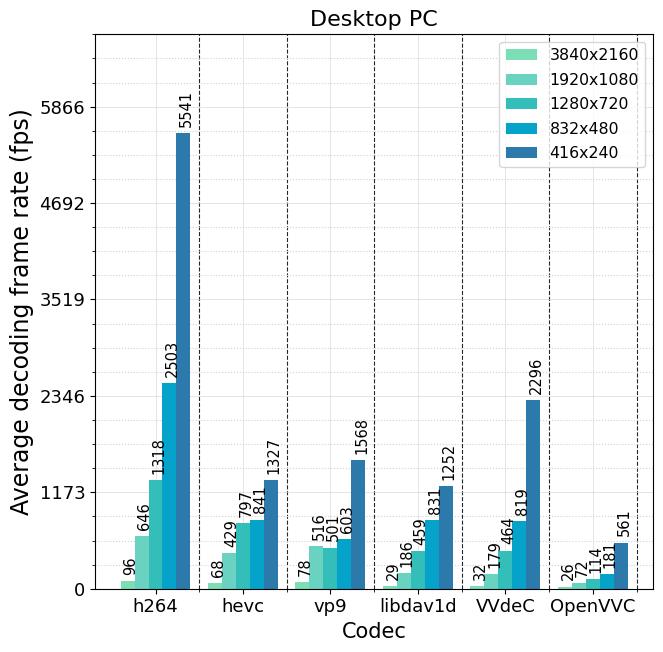 Desktop PC
3840x2160
1920x1080
1280x720
832x480
416x240
Average decoding frame rate (fps)
5866
4692
3519
2346
1173
0
96
646
1318
2503
5541
68
429
797
841
1327
78
516
501
603
1568
29
186
459
831
1252
32
179
464
819
2296
26
72
114
181
561
h264
hevc
vp9
libdav1d
VVdeC
OpenVVC
Codec